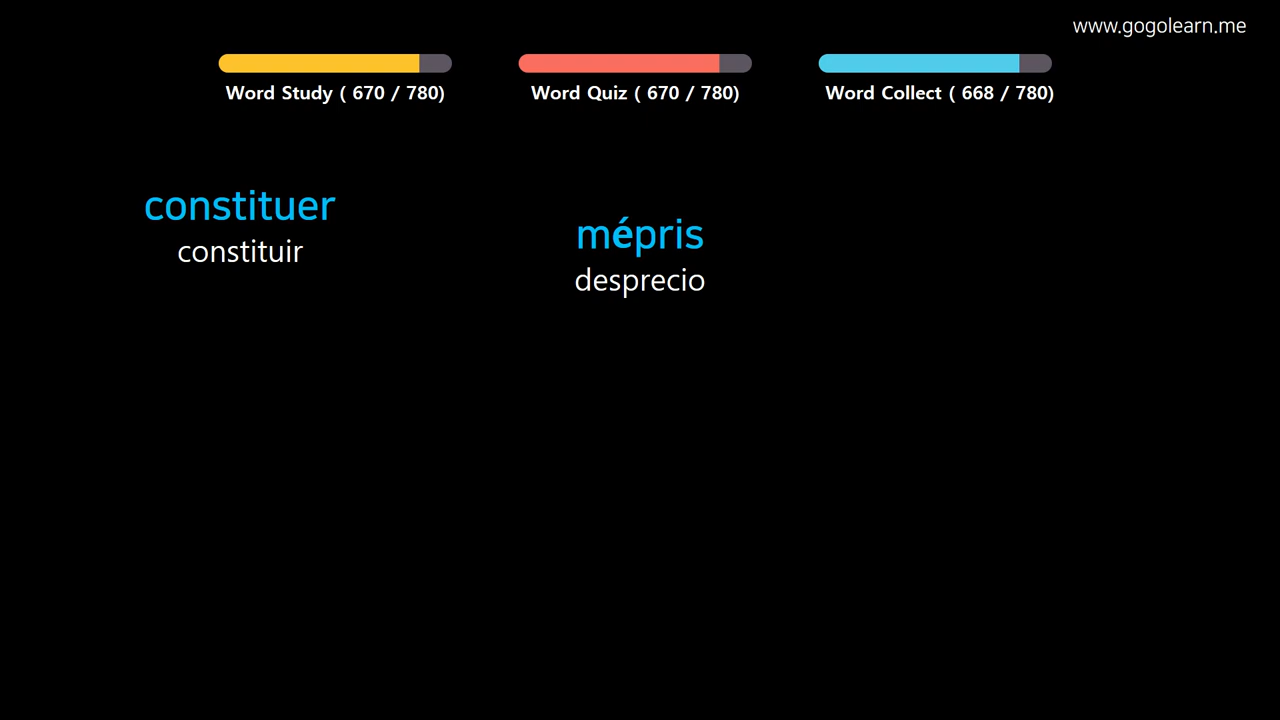 www.gogolearn.me
Word Study ( 670 / 780)
Word Quiz ( 670 / 780)
Word Collect ( 668 / 780)
constituer
constituir
mépris
desprecio